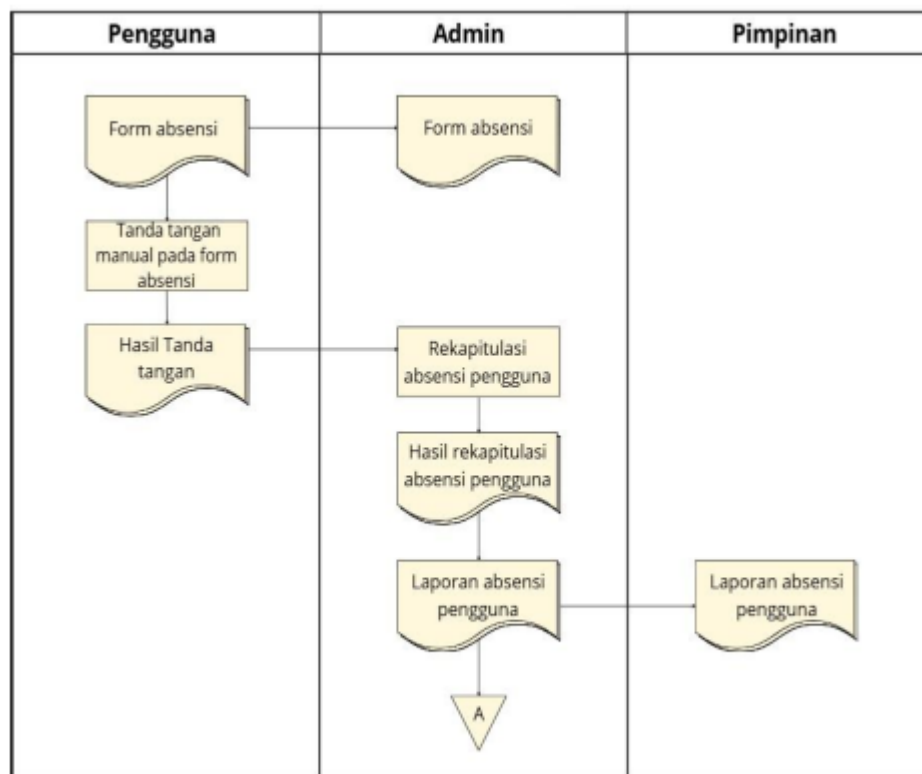 Pengguna
Admin
Pimpinan
Form absensi
Form absensi
Tanda tangan
manual pada form
absensi
Hasil Tanda
tangan
Rekapitulasi
absensi pengguna
Hasil rekapitulasi
absensi pengguna
Laporan absensi
pengguna
Laporan absensi
pengguna
A